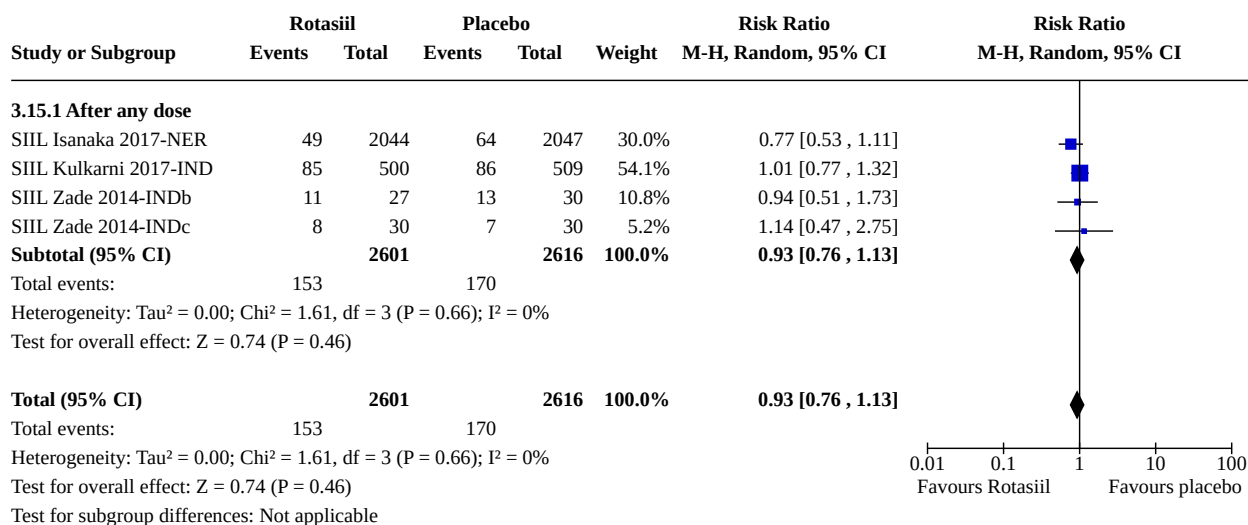 Rotasiil Placebo Risk Ratio Risk Ratio
Study or Subgroup Events Total Events Total Weight M-H, Random, 95% CI M-H, Random, 95% CI
3.15.1 After any dose
SIIL Isanaka 2017-NER 49 2044 64 2047 30.0% 0.77 [0.53 , 1.11]
SIIL Kulkarni 2017-IND 85 500 86 509 54.1% 1.01 [0.77 , 1.32]
SIIL Zade 2014-INDb 11 27 13 30 10.8% 0.94 [0.51 , 1.73]
SIIL Zade 2014-INDc 8 30 7 30 5.2% 1.14 [0.47 , 2.75]
Subtotal (95% CI) 2601 2616 100.0% 0.93 [0.76 , 1.13]
Total events: 153 170
Heterogeneity: Tau² = 0.00; Chi² = 1.61, df = 3 (P = 0.66); I² = 0%
Test for overall effect: Z = 0.74 (P = 0.46)
Total (95% CI) 2601 2616 100.0% 0.93 [0.76 , 1.13]
Total events: 153 170
Heterogeneity: Tau² = 0.00; Chi² = 1.61, df = 3 (P = 0.66); I² = 0%
0.01 0.1 1 10 100
Test for overall effect: Z = 0.74 (P = 0.46) Favours Rotasiil Favours placebo
Test for subgroup differences: Not applicable